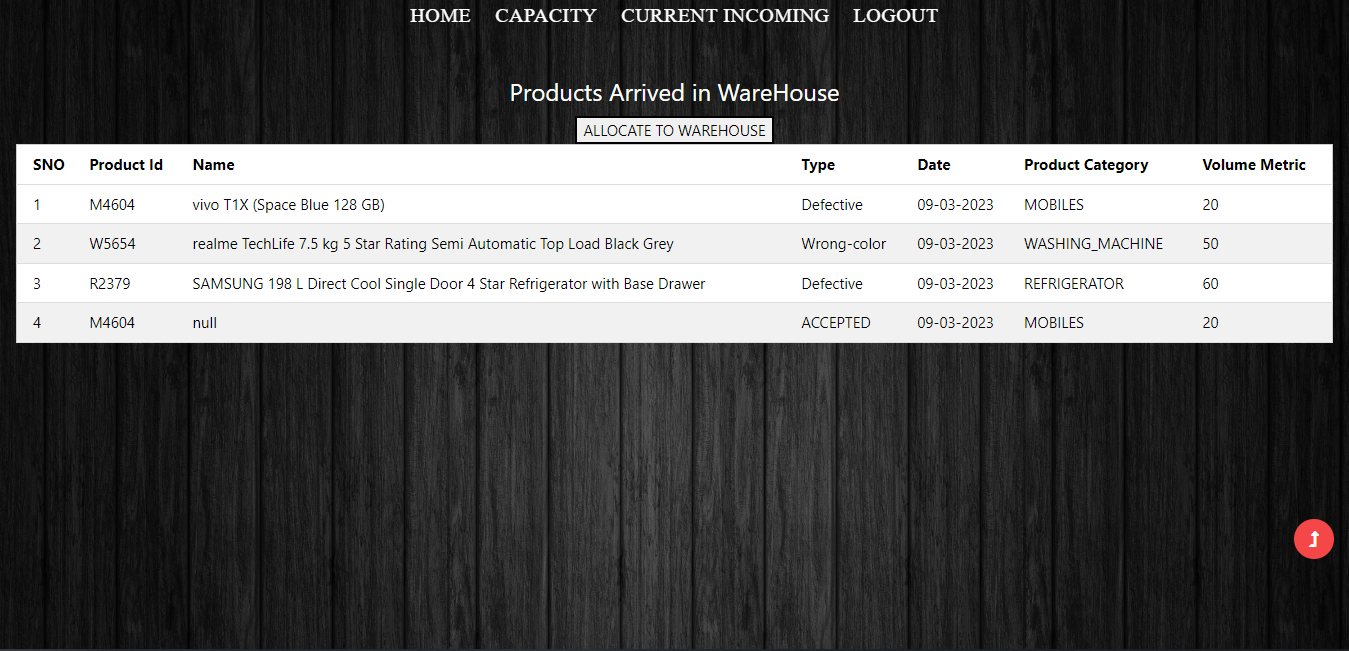 HOME CAPACITY CURRENT INCOMING LOGOUT
Products Arrived in WareHouse
ALLOCATE TO WAREHOUSE
SNO Product Id Name Type Date Product Category Volume Metric
1 M4604 vivo T1X (Space Blue 128 GB) Defective 09-03-2023 MOBILES 20
2 W5654 realme TechLife 7.5 kg 5 Star Rating Semi Automatic Top Load Black Grey Wrong-color 09-03-2023 WASHING_MACHINE 50
3 R2379 SAMSUNG 198 L Direct Cool Single Door 4 Star Refrigerator with Base Drawer Defective 09-03-2023 REFRIGERATOR 60
4 M4604 null ACCEPTED 09-03-2023 MOBILES 20